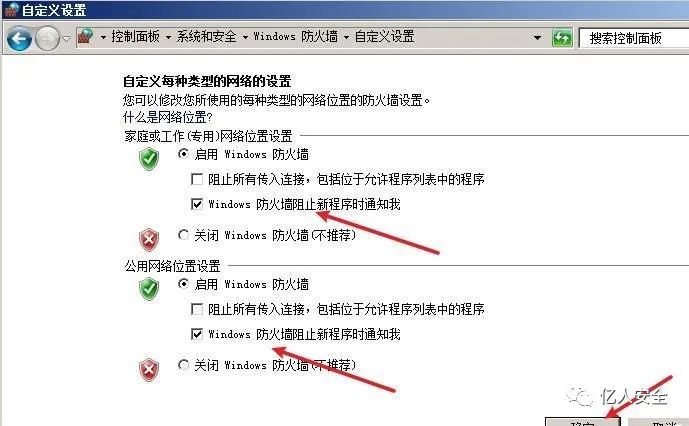 自定义设置
控制面板 系统和安全 Windows 防火墙 自定义设置 搜索控制面板
自定义每种类型的网络的设置
您可以修改您所使用的每种类型的网络位置的防火墙设置。
什么是网络位置?
家庭或工作(专用)网络位置设置
启用 Windows 防火墙
阻止所有传入连接，包括位于允许程序列表中的程序
Windows 防火墙阻止新程序时通知我
关闭 Windows 防火墙(不推荐)
公用网络位置设置
启用 Windows 防火墙
阻止所有传入连接，包括位于允许程序列表中的程序
Windows 防火墙阻止新程序时通知我
关闭 Windows 防火墙(不推荐)
亿人安全